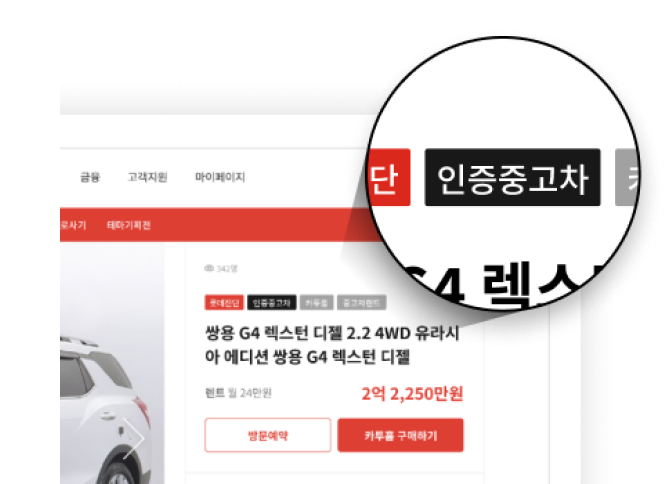 금융 고객지원 마이페이지
로사기 테마기획전
단 인증중고차
G4 렉스턴
342명
롯데진단 인증중고차 카투홈 중고차렌트
쌍용 G4 렉스턴 디젤 2.2 4WD 유라시
아 에디션 쌍용 G4 렉스턴 디젤
렌트 월 24만원 2억 2,250만원
방문예약 카투홈 구매하기